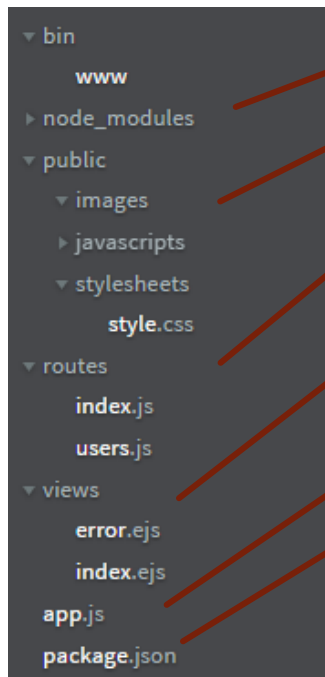 bin
www
node_modules
public
images
javascripts
stylesheets
style.css
routes
index.js
users.js
views
error.ejs
index.ejs
app.js
package.json